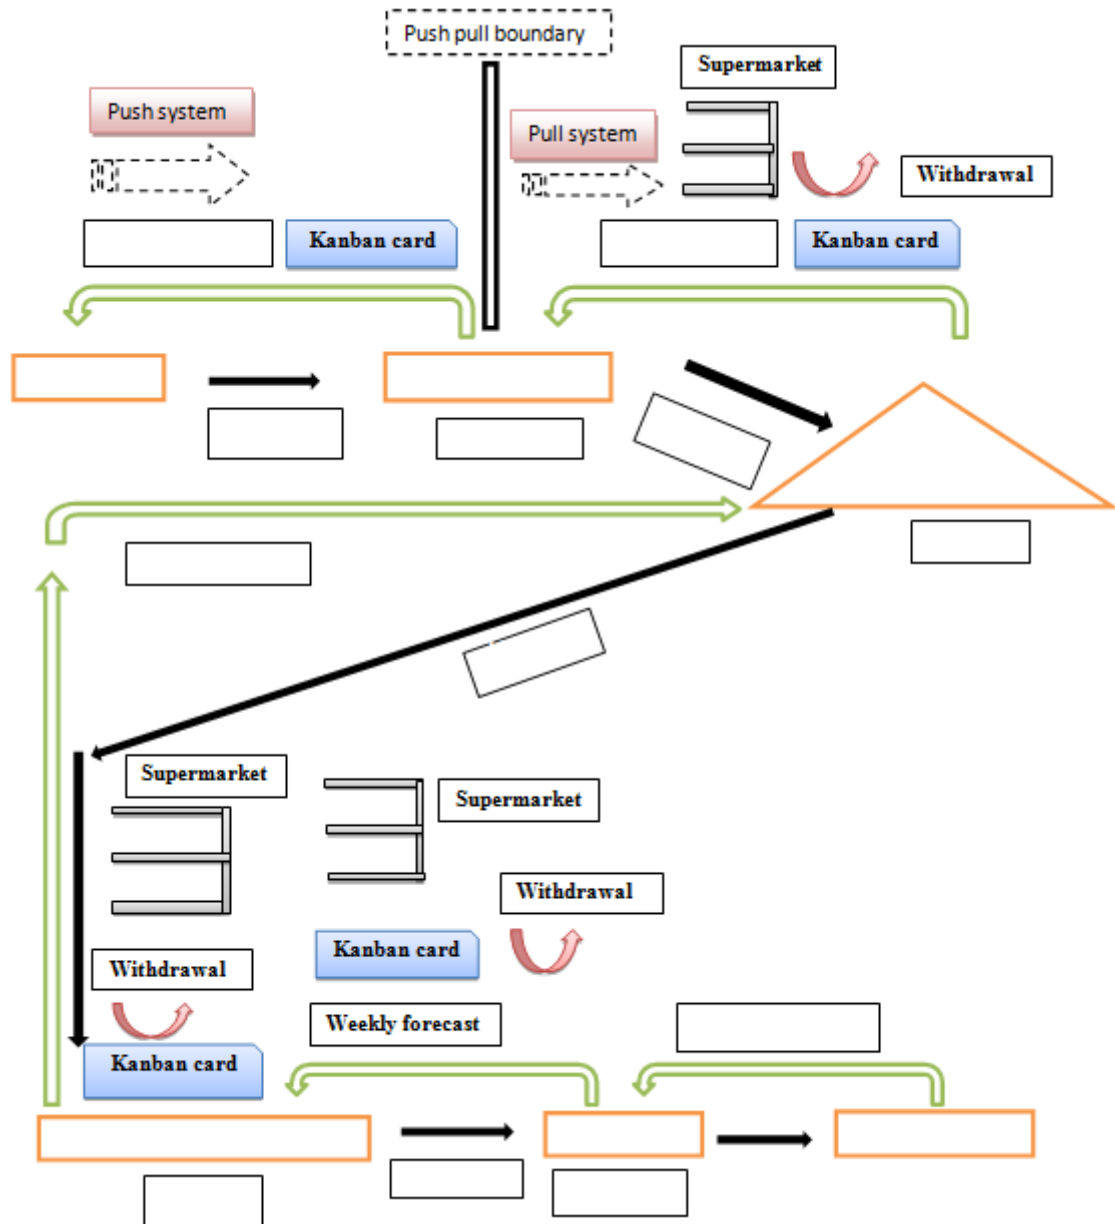 Push pull boundary
Supermarket
Push system
Pull system
Withdrawal
Kanban card
Kanban card
Supermarket
Supermarket
Withdrawal
Kanban card
Withdrawal
Weekly forecast
Kanban card